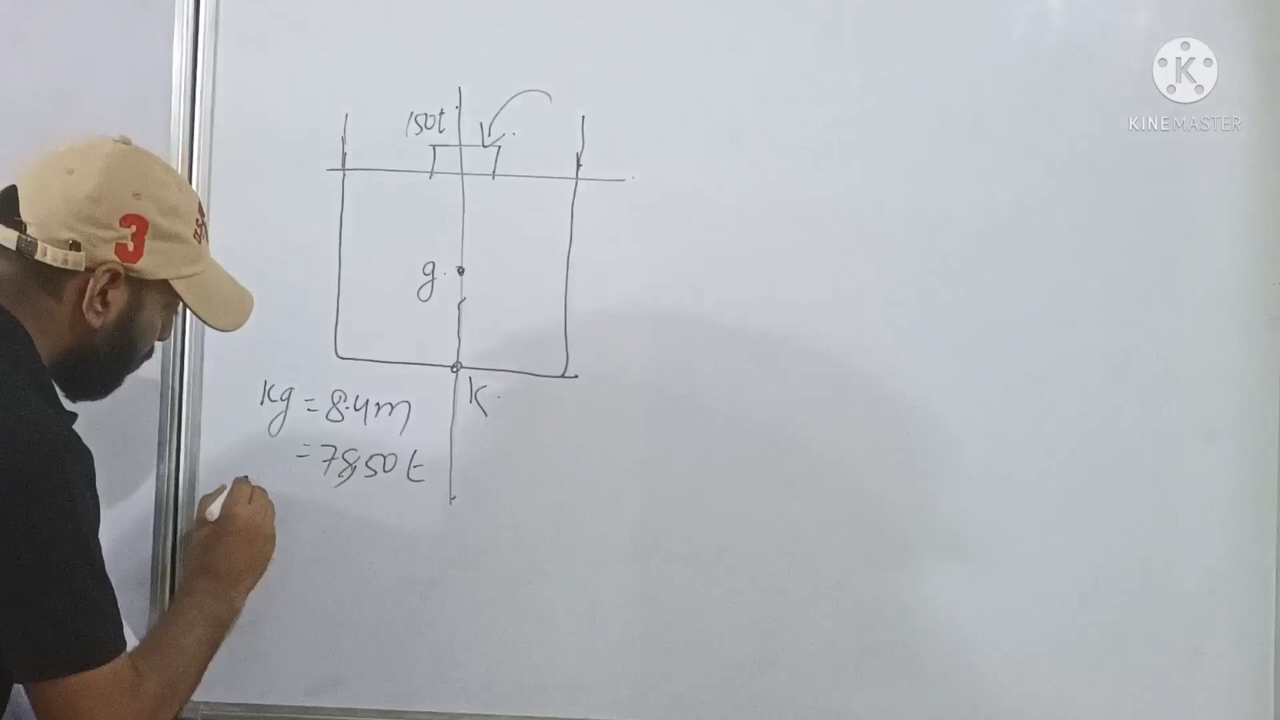 150t
g.
K.
Kg = 8.4m
= 7850t
3
K
KINEMASTER